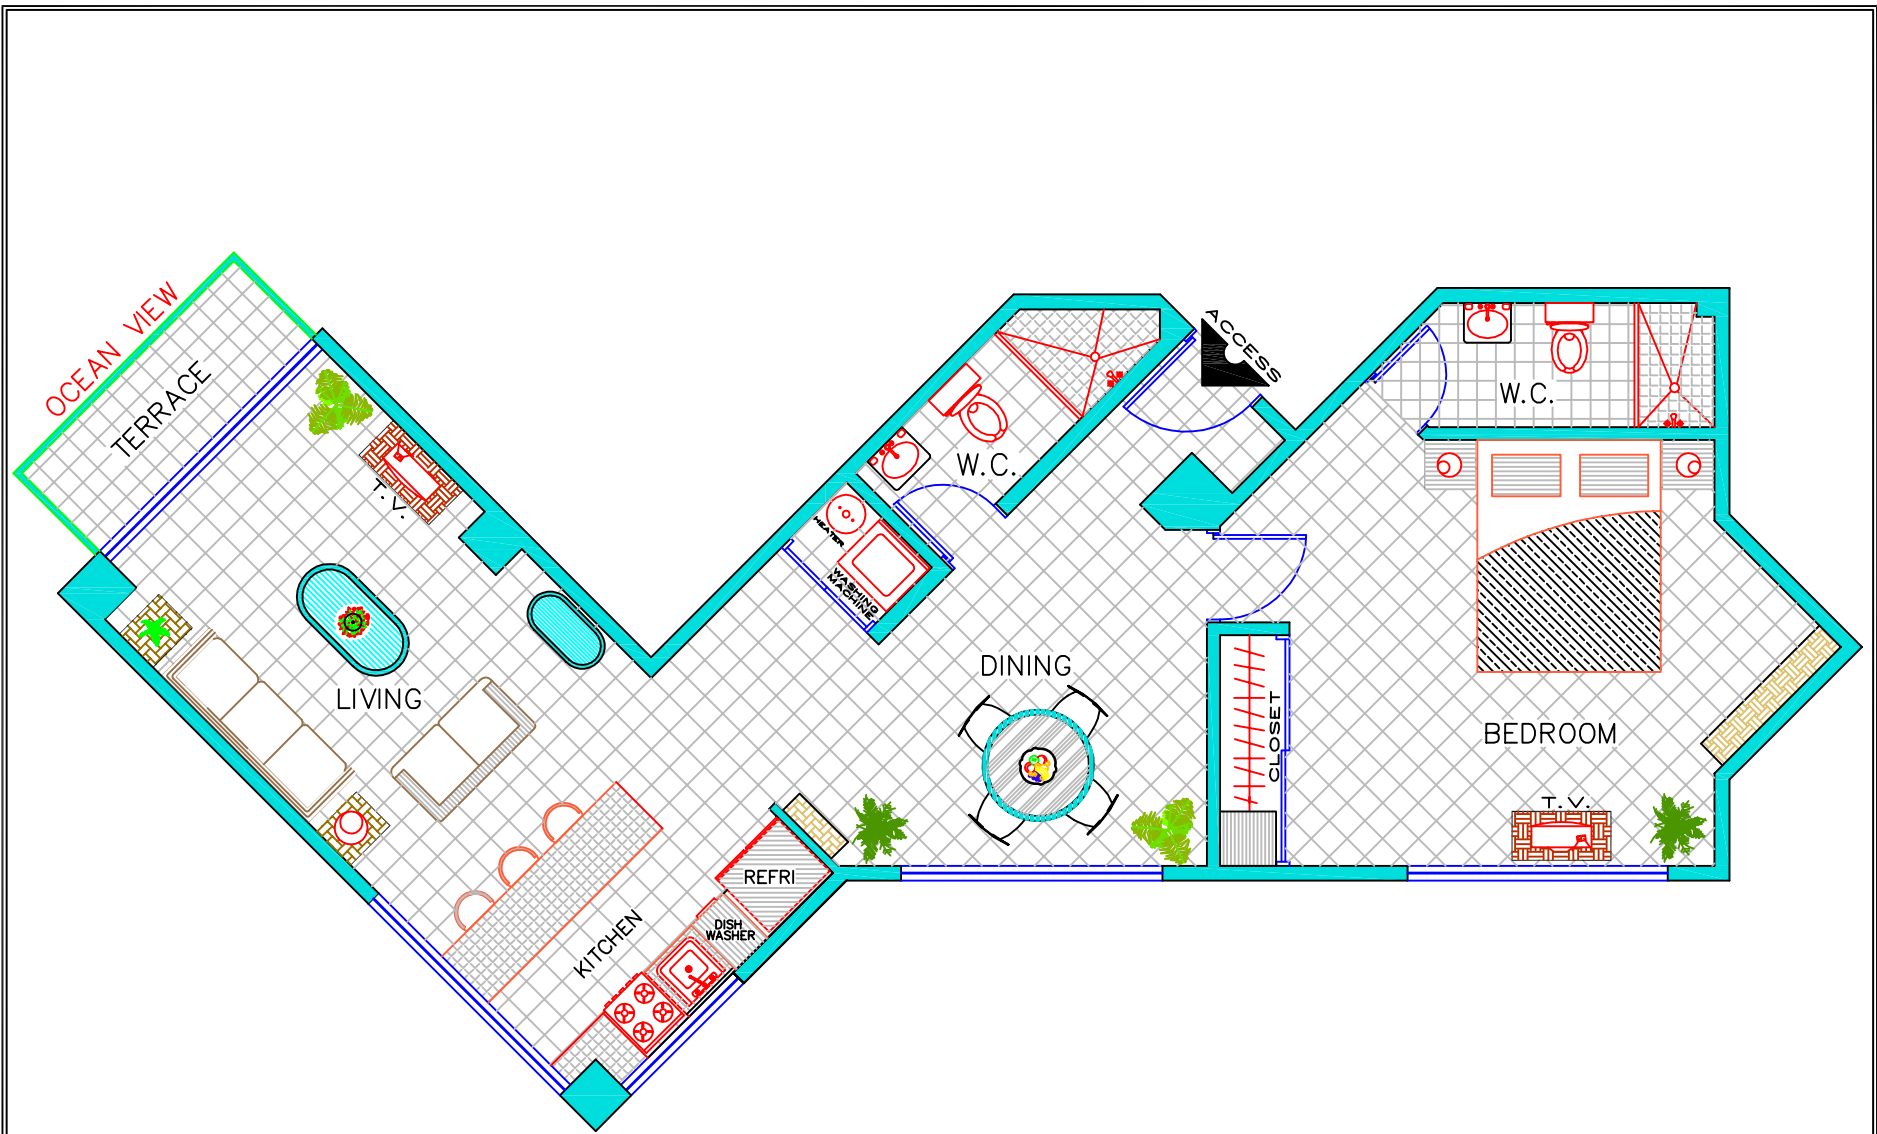 OCEAN VIEW
TERRACE
T.V.
LIVING
KITCHEN
REFRI
DISH
WASHER
HEATER
WASHING
MACHINE
W.C.
ACCESS
DINING
CLOSET
W.C.
BEDROOM
T.V.